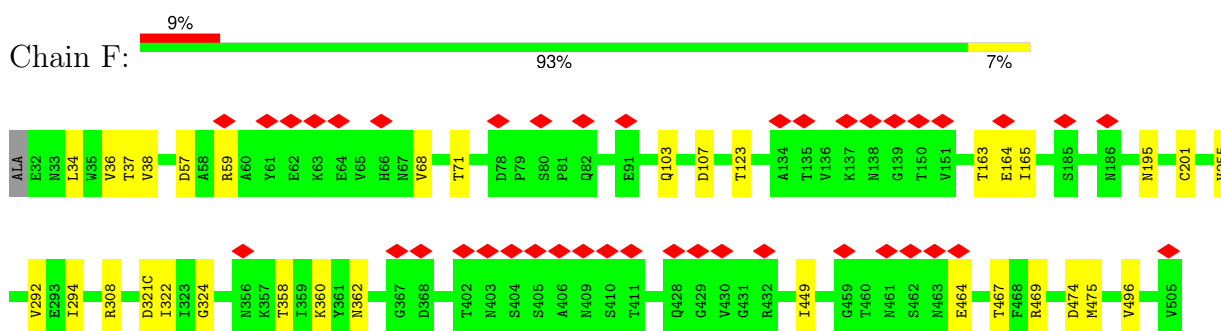 9%
Chain F:
93% 7%
ALA E32 N33 L34 W35 V36 T37 V38 D57 A58 R59 A60 Y61 E62 K63 E64 V65 H66 N67 V68 T71 D78 P79 S80 P81 Q82 E91 Q103 D107 T123 A134 T135 V136 K137 N138 G139 T150 V151 T163 E164 I165 S185 N186 N195 C201
V292 E293 I294 R308 D321C I322 I323 G324 N356 K357 T358 I359 K360 Y361 N362 G367 D368 T402 N403 S404 S405 A406 N409 S410 T411 Q428 G429 V430 G431 R432 I449 G459 T460 N461 S462 N463 E464 T467 F468 R469 D474 M475 V496 V505